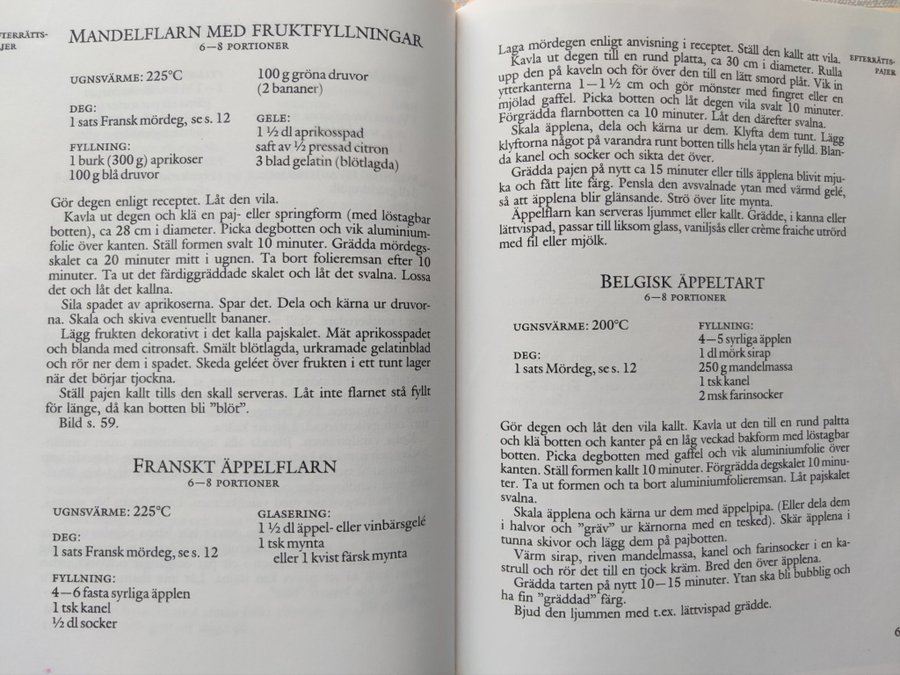 EFTERRÄTTS-
PAJER
MANDELFLARN MED FRUKTFYLLNINGAR
6–8 PORTIONER
UGNSVÄRME: 225°C
DEG:
1 sats Fransk mördeg, se s. 12
FYLLNING:
1 burk (300 g) aprikoser
100 g blå druvor
100 g gröna druvor
(2 bananer)
GELE:
1 ½ dl aprikosspad
saft av ½ pressad citron
3 blad gelatin (blötlagda)
Gör degen enligt receptet. Låt den vila.
Kavla ut degen och klä en paj- eller springform (med löstagbar
botten), ca 28 cm i diameter. Picka degbotten och vik aluminium-
folie över kanten. Ställ formen svalt 10 minuter. Grädda mördegs-
skalet ca 20 minuter mitt i ugnen. Ta bort folieremsan efter 10
minuter. Ta ut det färdiggräddade skalet och låt det svalna. Lossa
det och låt det kallna.
Sila spadet av aprikoserna. Spar det. Dela och kärna ur druvor-
na. Skala och skiva eventuellt bananer.
Lägg frukten dekorativt i det kalla pajskalet. Mät aprikosspadet
och blanda med citronsaft. Smält blötlagda, urkramade gelatinblad
och rör ner dem i spadet. Skeda geléet över frukten i ett tunt lager
när det börjar tjockna.
Ställ pajen kallt tills den skall serveras. Låt inte flarnet stå fyllt
för länge, då kan botten bli ”blöt”.
Bild s. 59.
FRANSKT ÄPPELFLARN
6–8 PORTIONER
UGNSVÄRME: 225°C
DEG:
1 sats Fransk mördeg, se s. 12
FYLLNING:
4–6 fasta syrliga äpplen
1 tsk kanel
½ dl socker
GLASERING:
1 ½ dl äppel- eller vinbärsgelé
1 tsk mynta
eller 1 kvist färsk mynta
Laga mördegen enligt anvisning i receptet. Ställ den kallt att vila.
Kavla ut degen till en rund platta, ca 30 cm i diameter. Rulla
upp den på kaveln och för över den till en lätt smord plåt. Vik in
ytterkanterna 1–1 ½ cm och gör mönster med fingret eller en
mjölad gaffel. Picka botten och låt degen vila svalt 10 minuter.
Förgrädda flarnbotten ca 10 minuter. Låt den därefter svalna.
Skala äpplena, dela och kärna ur dem. Klyfta dem tunt. Lägg
klyftorna något på varandra runt botten tills hela ytan är fylld. Blan-
da kanel och socker och sikta det över.
Grädda pajen på nytt ca 15 minuter eller tills äpplena blivit mju-
ka och fått lite färg. Pensla den avsvalnade ytan med värmd gelé,
så att äpplena blir glänsande. Strö över lite mynta.
Äppelflarn kan serveras ljummet eller kallt. Grädde, i kanna eller
lättvispad, passar till liksom glass, vaniljsås eller crème fraiche utrörd
med fil eller mjölk.
EFTERRÄTTS-
PAJER
BELGISK ÄPPELTART
6–8 PORTIONER
UGNSVÄRME: 200°C
DEG:
1 sats Mördeg, se s. 12
FYLLNING:
4–5 syrliga äpplen
1 dl mörk sirap
250 g mandelmassa
1 tsk kanel
2 msk farinsocker
Gör degen och låt den vila kallt. Kavla ut den till en rund paltta
och klä botten och kanter på en låg veckad bakform med löstagbar
botten. Picka degbotten med gaffel och vik aluminiumfolie över
kanten. Ställ formen kallt 10 minuter. Förgrädda degskalet 10 minu-
ter. Ta ut formen och ta bort aluminiumfolieremsan. Låt pajskalet
svalna.
Skala äpplena och kärna ur dem med äppelpipa. (Eller dela dem
i halvor och ”gräv” ur kärnorna med en tesked). Skär äpplena i
tunna skivor och lägg dem på pajbotten.
Värm sirap, riven mandelmassa, kanel och farinsocker i en ka-
strull och rör det till en tjock kräm. Bred den över äpplena.
Grädda tarten på nytt 10–15 minuter. Ytan ska bli bubblig och
ha fin ”gräddad” färg.
Bjud den ljummen med t.ex. lättvispad grädde.
6